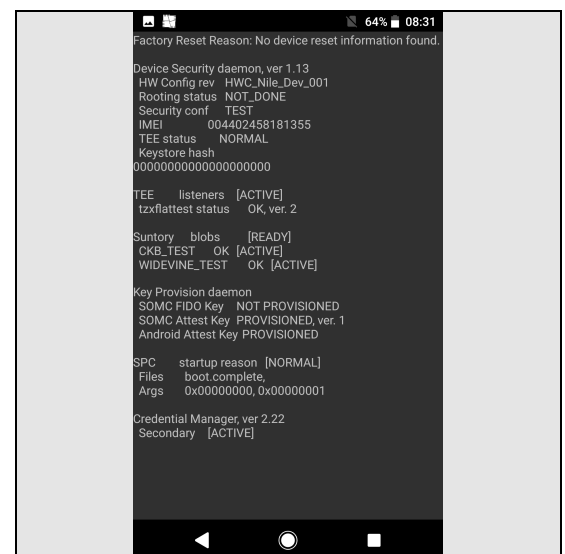 64% 08:31
Factory Reset Reason: No device reset information found.
Device Security daemon, ver 1.13
HW Config rev HWC_Nile_Dev_001
Rooting status NOT_DONE
Security conf TEST
IMEI 004402458181355
TEE status NORMAL
Keystore hash
00000000000000000000
TEE listeners [ACTIVE]
tzxflattest status OK, ver. 2
Suntory blobs [READY]
CKB_TEST OK [ACTIVE]
WIDEVINE_TEST OK [ACTIVE]
Key Provision daemon
SOMC FIDO Key NOT PROVISIONED
SOMC Attest Key PROVISIONED, ver. 1
Android Attest Key PROVISIONED
SPC startup reason [NORMAL]
Files boot.complete,
Args 0x00000000, 0x00000001
Credential Manager, ver 2.22
Secondary [ACTIVE]